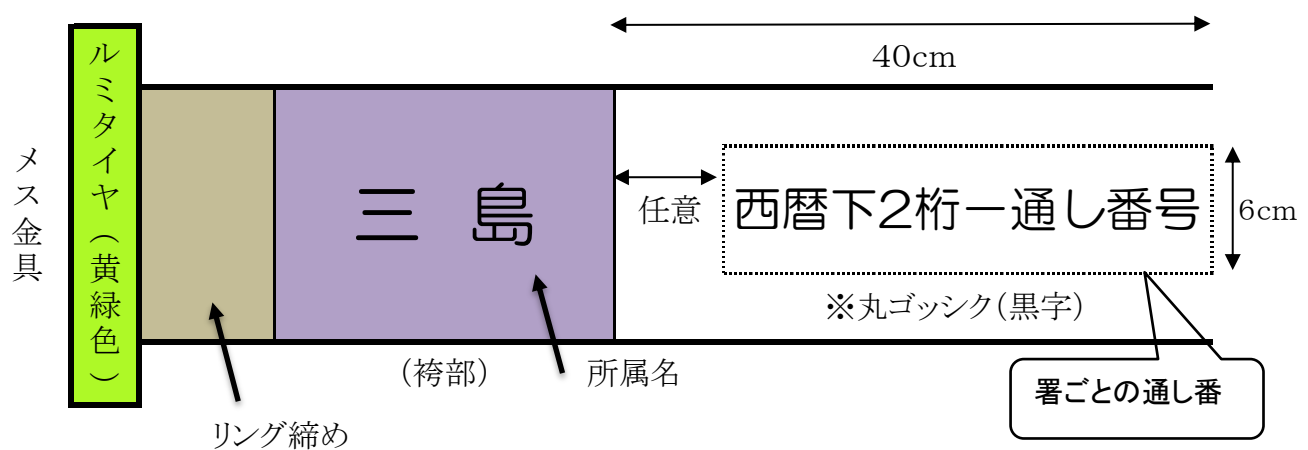 40cm
メス金具
ルミタイヤ（黄緑色）
三島
任意
西暦下2桁－通し番号
6cm
※丸ゴッシク（黒字）
（袴部）
所属名
署ごとの通し番
リング締め